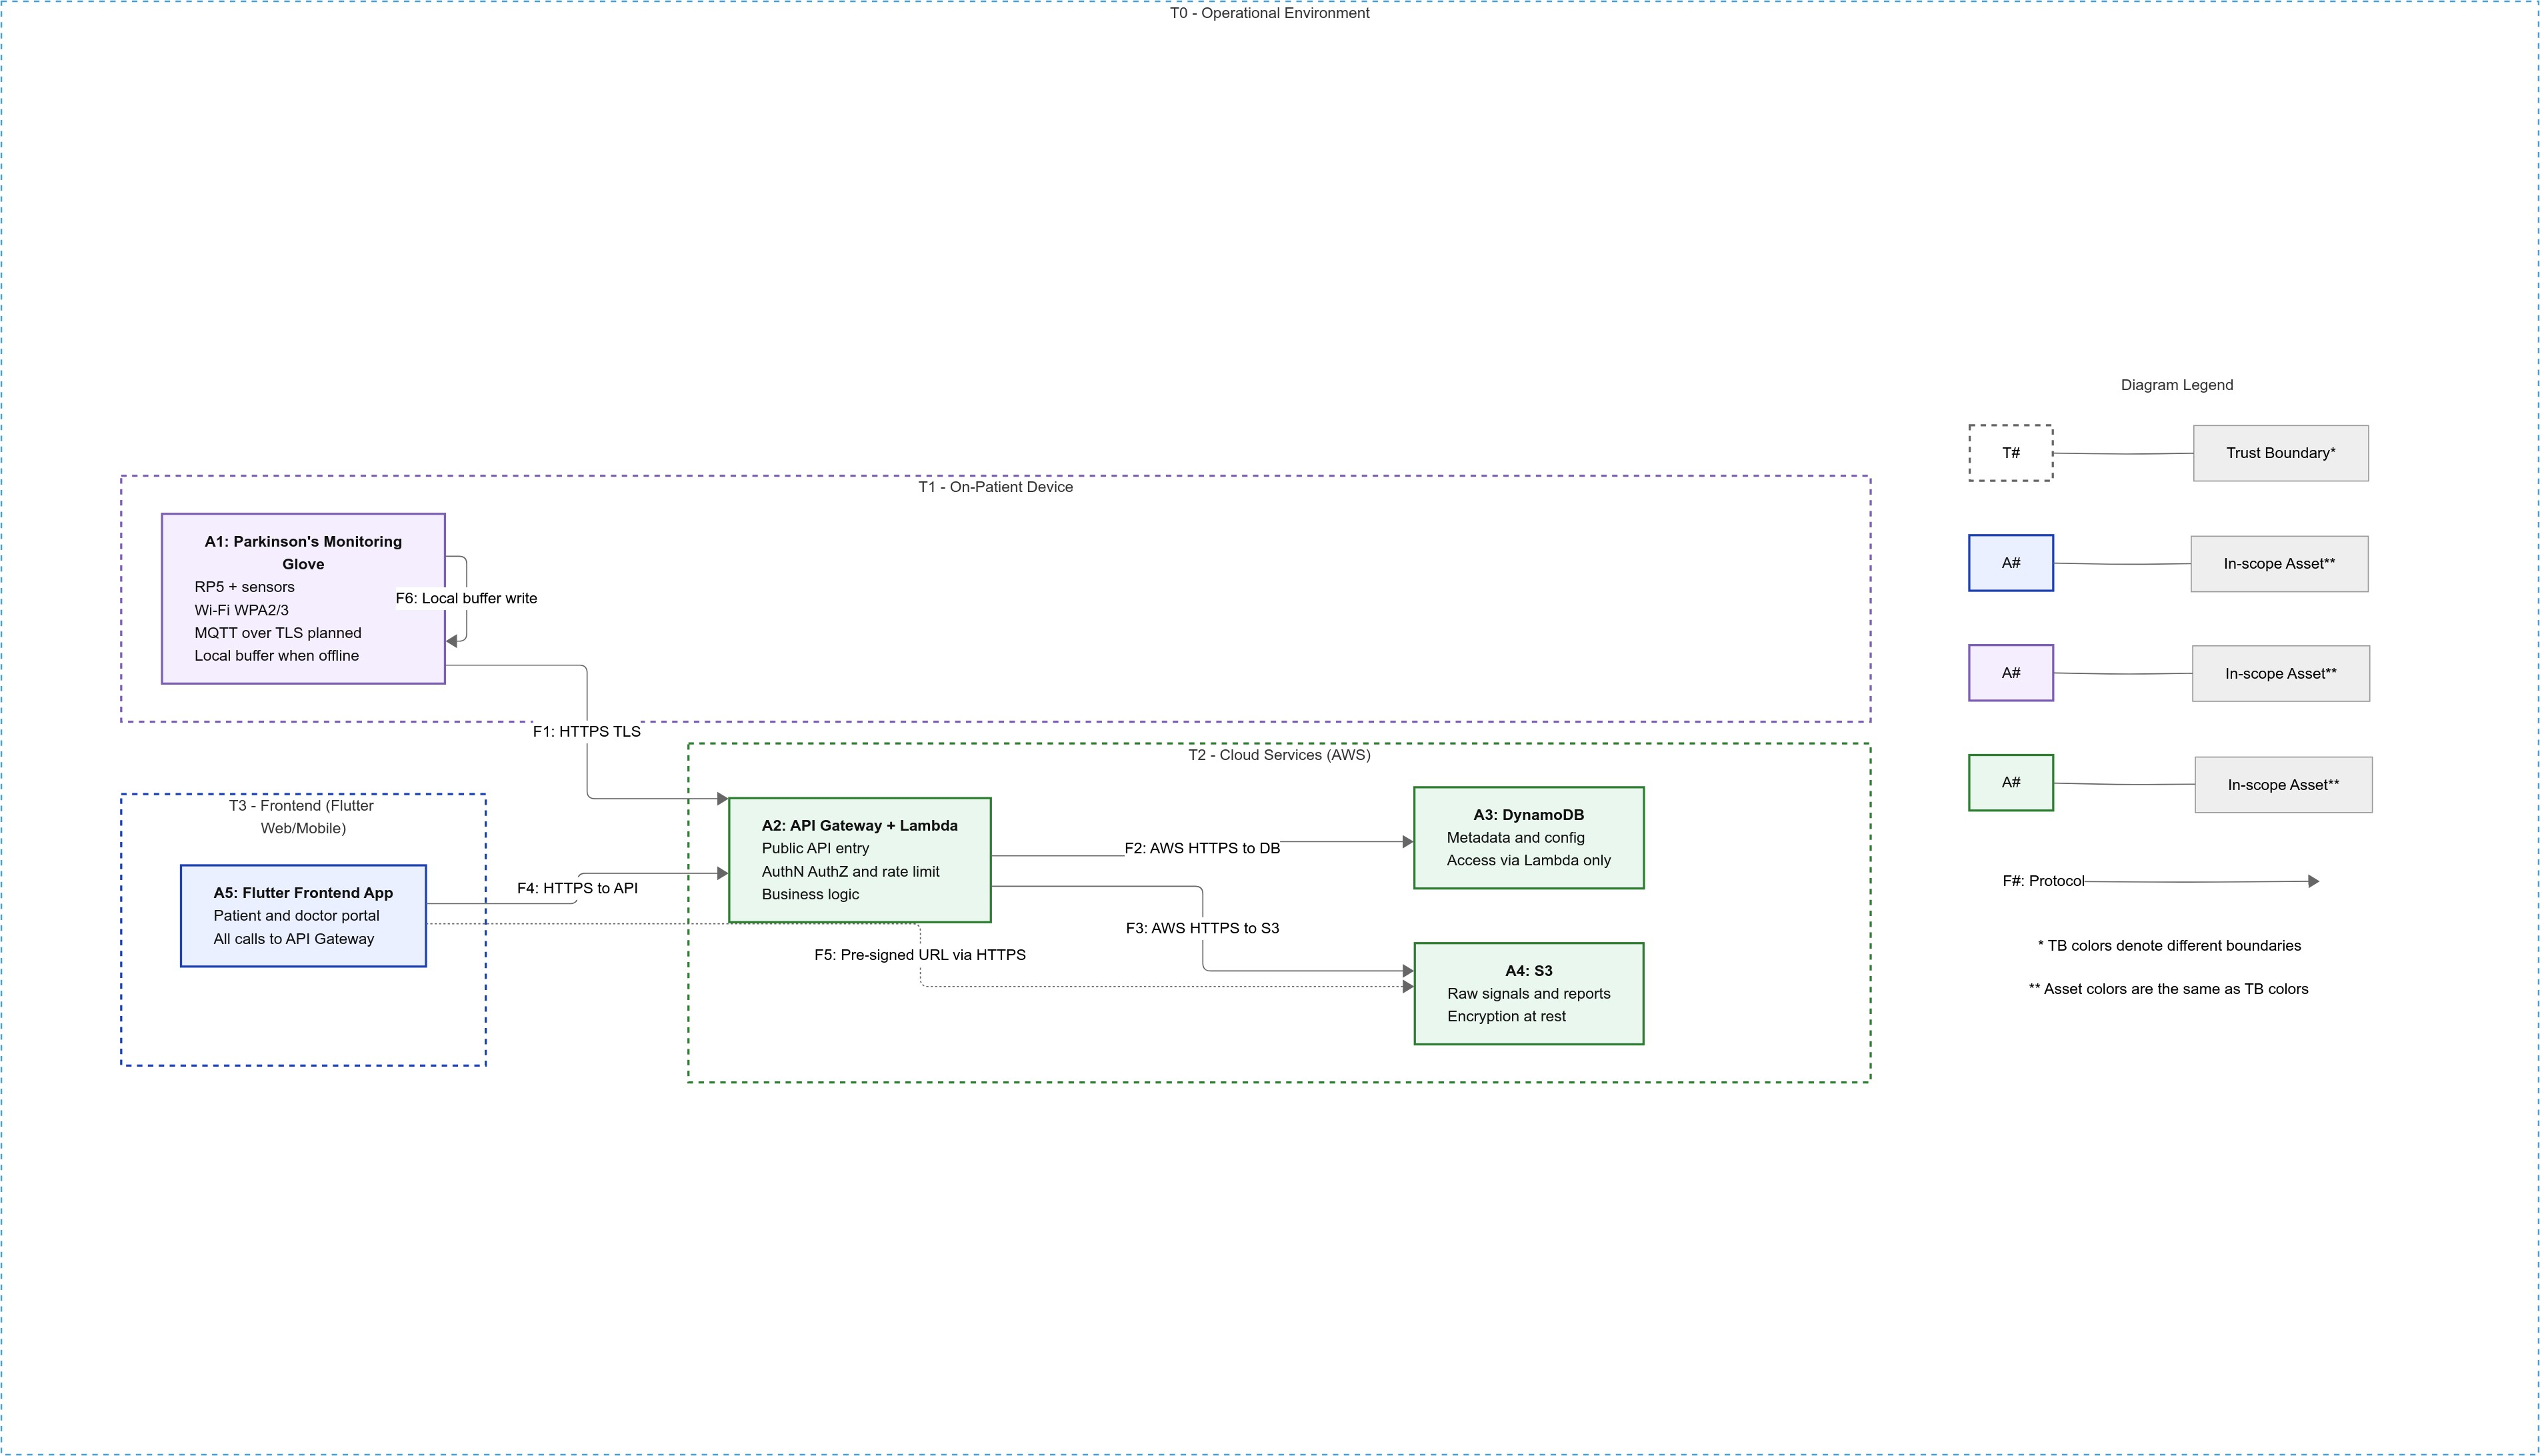 T0 - Operational Environment
T1 - On-Patient Device
A1: Parkinson's Monitoring
Glove
RP5 + sensors
Wi-Fi WPA2/3
MQTT over TLS planned
Local buffer when offline
F6: Local buffer write
F1: HTTPS TLS
T2 - Cloud Services (AWS)
T3 - Frontend (Flutter
Web/Mobile)
A5: Flutter Frontend App
Patient and doctor portal
All calls to API Gateway
F4: HTTPS to API
A2: API Gateway + Lambda
Public API entry
AuthN AuthZ and rate limit
Business logic
F5: Pre-signed URL via HTTPS
F2: AWS HTTPS to DB
F3: AWS HTTPS to S3
A3: DynamoDB
Metadata and config
Access via Lambda only
A4: S3
Raw signals and reports
Encryption at rest
Diagram Legend
T#
Trust Boundary*
A#
In-scope Asset**
A#
In-scope Asset**
A#
In-scope Asset**
F#: Protocol
* TB colors denote different boundaries
** Asset colors are the same as TB colors